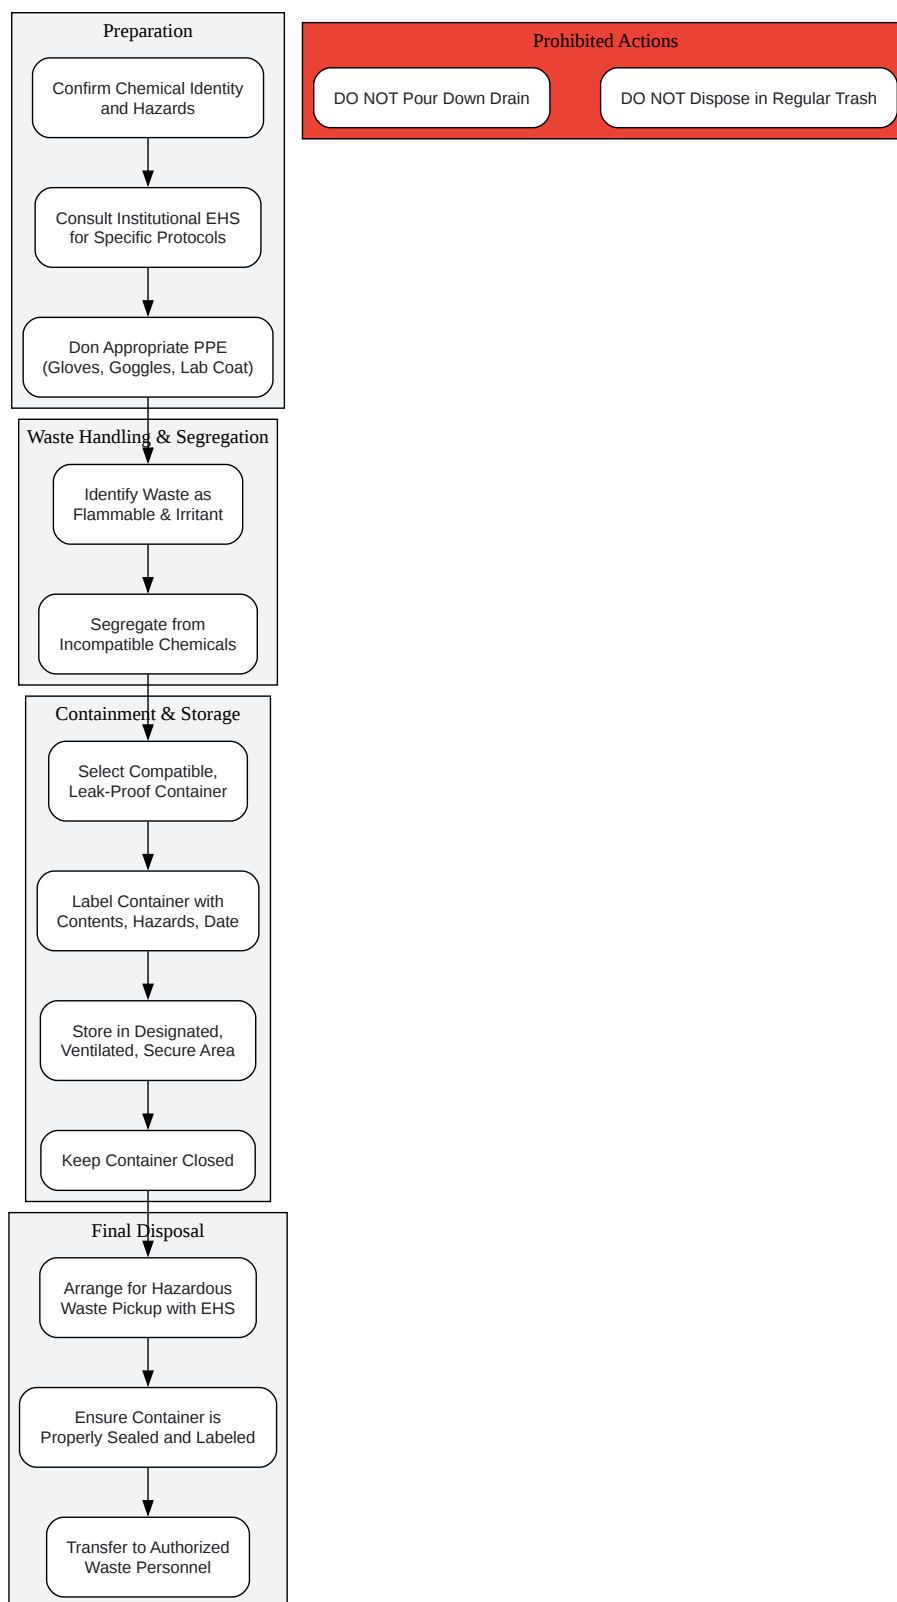 Preparation
Confirm Chemical Identity
and Hazards
Consult Institutional EHS
for Specific Protocols
Don Appropriate PPE
(Gloves, Goggles, Lab Coat)
Waste Handling & Segregation
Identify Waste as
Flammable & Irritant
Segregate from
Incompatible Chemicals
Containment & Storage
Select Compatible,
Leak-Proof Container
Label Container with
Contents, Hazards, Date
Store in Designated,
Ventilated, Secure Area
Keep Container Closed
Final Disposal
Arrange for Hazardous
Waste Pickup with EHS
Ensure Container is
Properly Sealed and Labeled
Transfer to Authorized
Waste Personnel
Prohibited Actions
DO NOT Pour Down Drain
DO NOT Dispose in Regular Trash